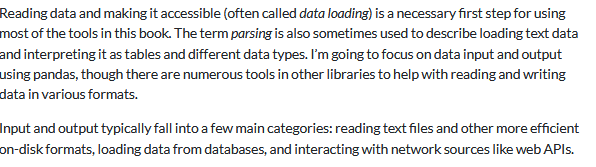 Reading data and making it accessible (often called data loading) is a necessary first step for using
most of the tools in this book. The term parsing is also sometimes used to describe loading text data
and interpreting it as tables and different data types. I'm going to focus on data input and output
using pandas, though there are numerous tools in other libraries to help with reading and writing
data in various formats.
Input and output typically fall into a few main categories: reading text files and other more efficient
on-disk formats, loading data from databases, and interacting with network sources like web APIs.